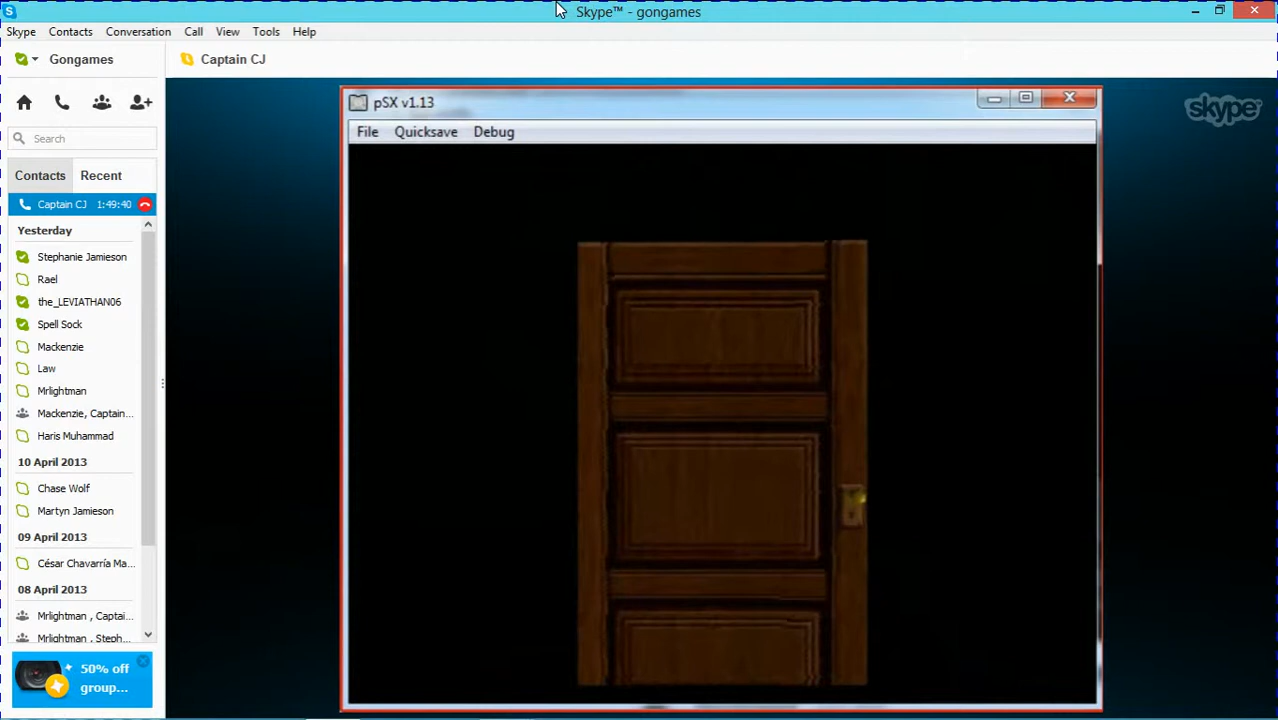 Skype™ - gongames
Skype Contacts Conversation Call View Tools Help
Gongames
Captain CJ
Search
Contacts Recent
Captain CJ 1:49:40
Yesterday
Stephanie Jamieson
Rael
the_LEVIATHAN06
Spell Sock
Mackenzie
Law
Mrlightman
Mackenzie, Captain...
Haris Muhammad
10 April 2013
Chase Wolf
Martyn Jamieson
09 April 2013
César Chavarría Ma...
08 April 2013
Mrlightman , Captai...
Mrlightman , Steph...
50% off
group...
pSX v1.13
File Quicksave Debug
skype™